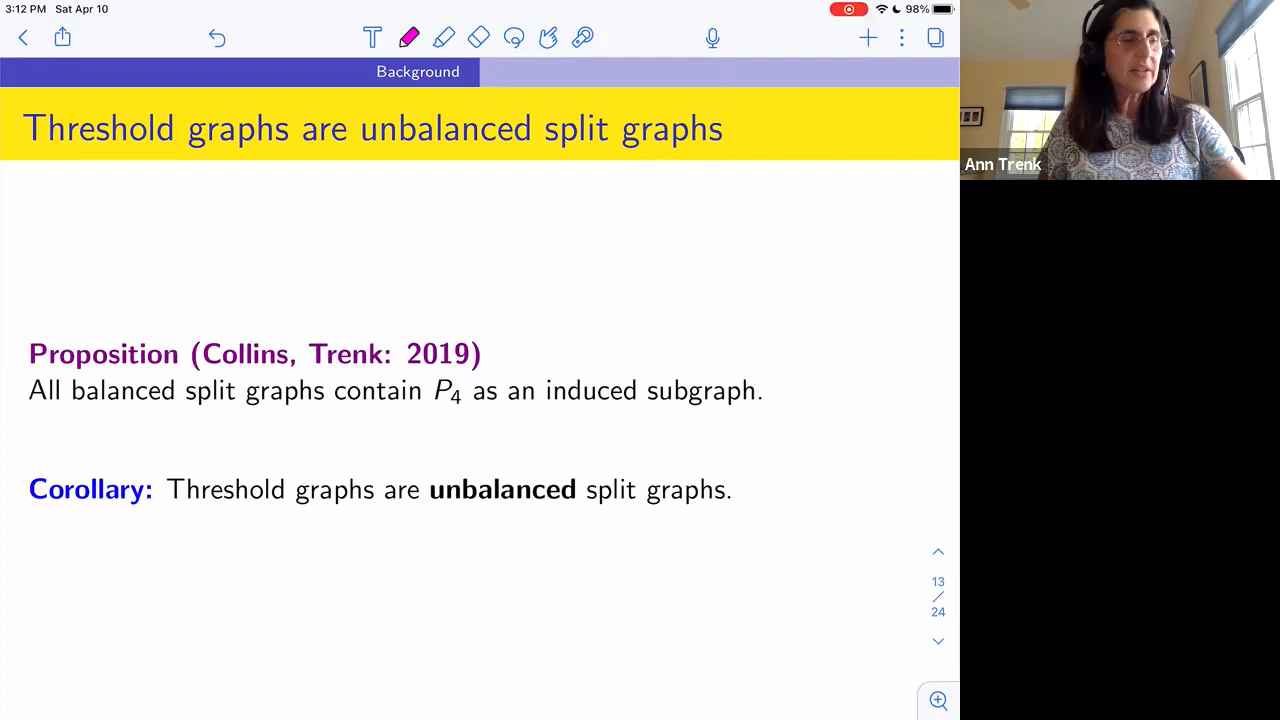 3:12 PM Sat Apr 10
98%
Background
Threshold graphs are unbalanced split graphs
Ann Trenk
Proposition (Collins, Trenk: 2019)
All balanced split graphs contain P₄ as an induced subgraph.
Corollary: Threshold graphs are unbalanced split graphs.
13
/
24